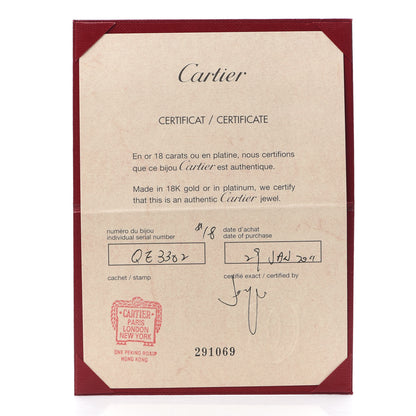 Cartier
CERTIFICAT / CERTIFICATE
En or 18 carats ou en platine, nous certifions
que ce bijou Cartier est authentique.
Made in 18K gold or in platinum, we certify
that this is an authentic Cartier jewel.
numéro du bijou
individual serial number
#18
date d'achat
date of purchase
QE3302
29 JAN
cachet / stamp
certifié exact / certified by
CARTIER
PARIS
LONDON
NEW YORK
ONE PEKING ROAD
HONG KONG
291069